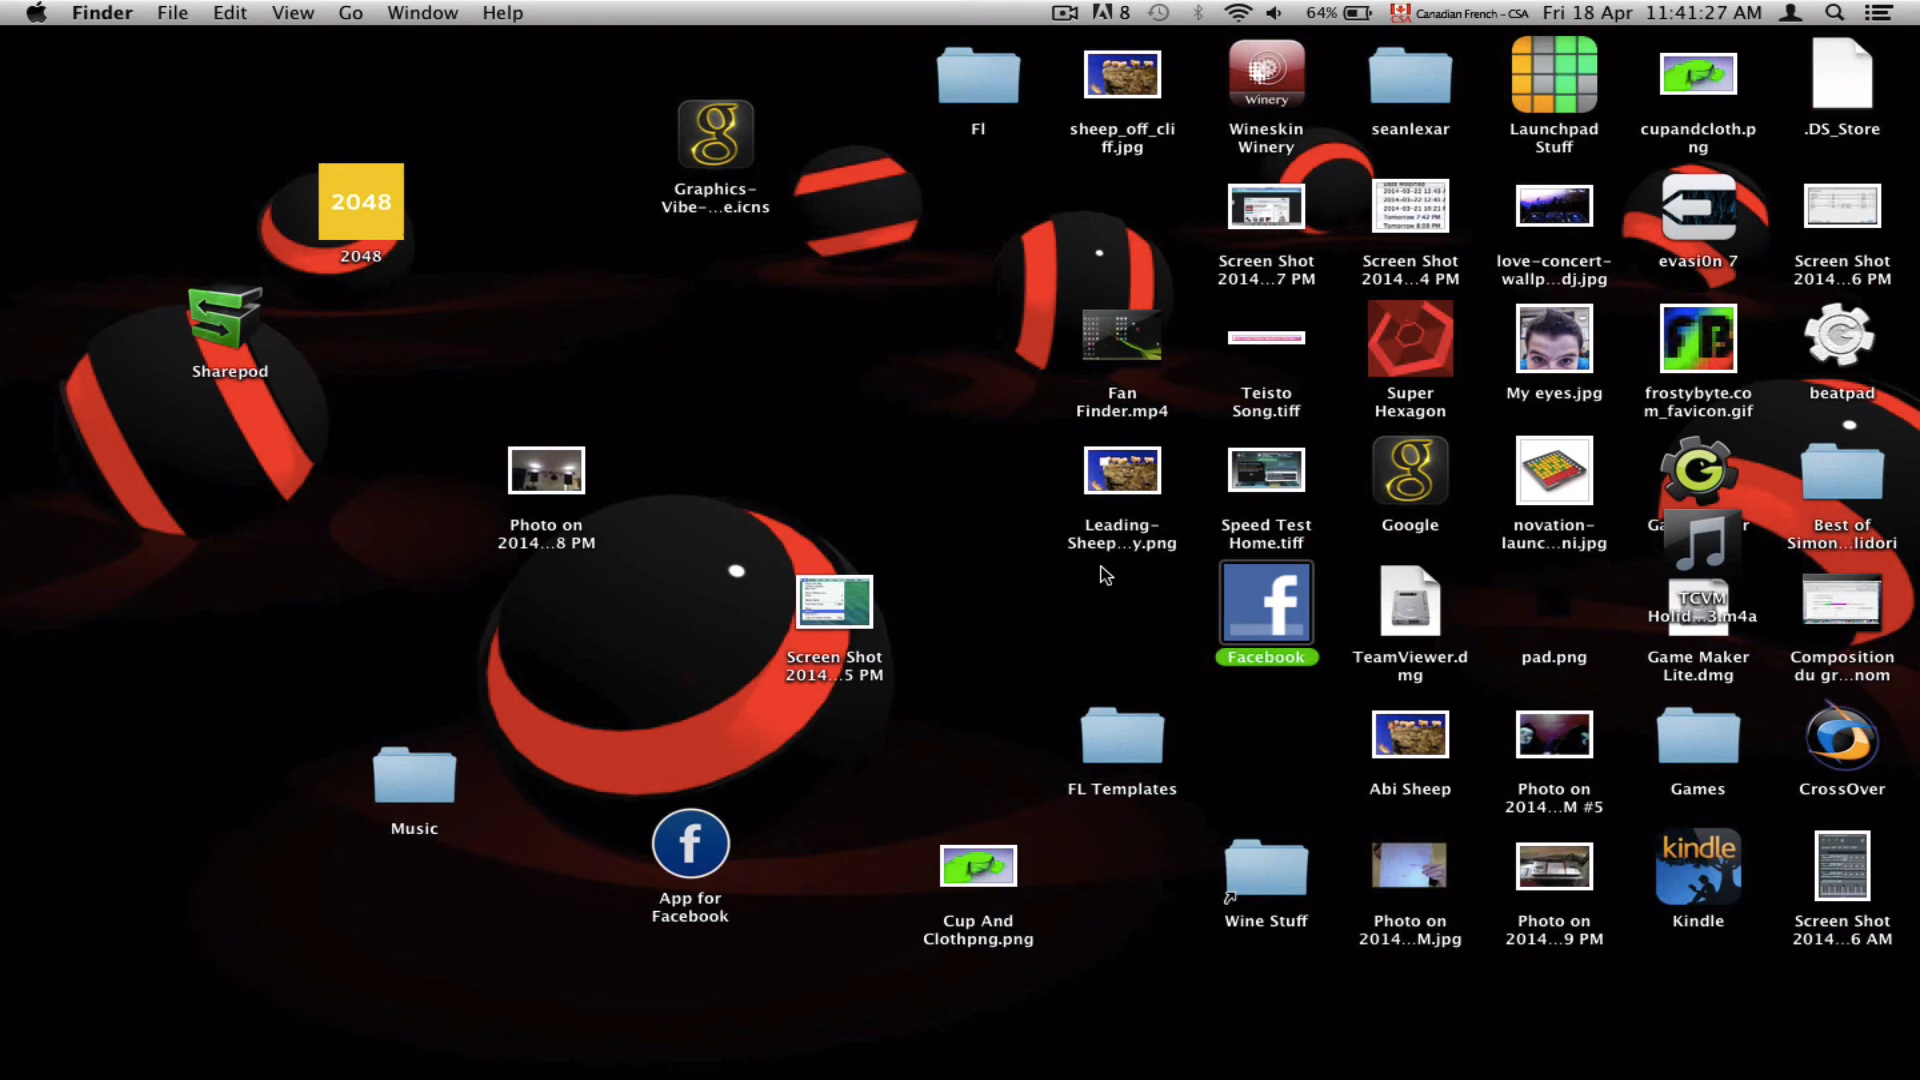 Finder File Edit View Go Window Help
8 64% Canadian French - CSA Fri 18 Apr 11:41:27 AM
Fl
sheep_off_cli
ff.jpg
Winery
Wineskin
Winery
seanlexar
Launchpad
Stuff
cupandcloth.p
ng
.DS_Store
Graphics-
Vibe-...e.icns
2048
2048
Screen Shot
2014...7 PM
Screen Shot
2014...4 PM
love-concert-
wallp...dj.jpg
evasi0n 7
Screen Shot
2014...6 PM
Sharepod
Fan
Finder.mp4
Teisto
Song.tiff
Super
Hexagon
My eyes.jpg
frostybyte.co
m_favicon.gif
beatpad
Photo on
2014...8 PM
Leading-
Sheep...y.png
Speed Test
Home.tiff
Google
novation-
launc...ni.jpg
Best of
Simon...lidori
Screen Shot
2014...5 PM
Facebook
TeamViewer.d
mg
pad.png
TCVM
Holid...3.m4a
Game Maker
Lite.dmg
Composition
du gr...nom
Music
App for
Facebook
FL Templates
Abi Sheep
Photo on
2014...M #5
Games
CrossOver
Cup And
Clothpng.png
Wine Stuff
Photo on
2014...M.jpg
Photo on
2014...9 PM
kindle
Kindle
Screen Shot
2014...6 AM